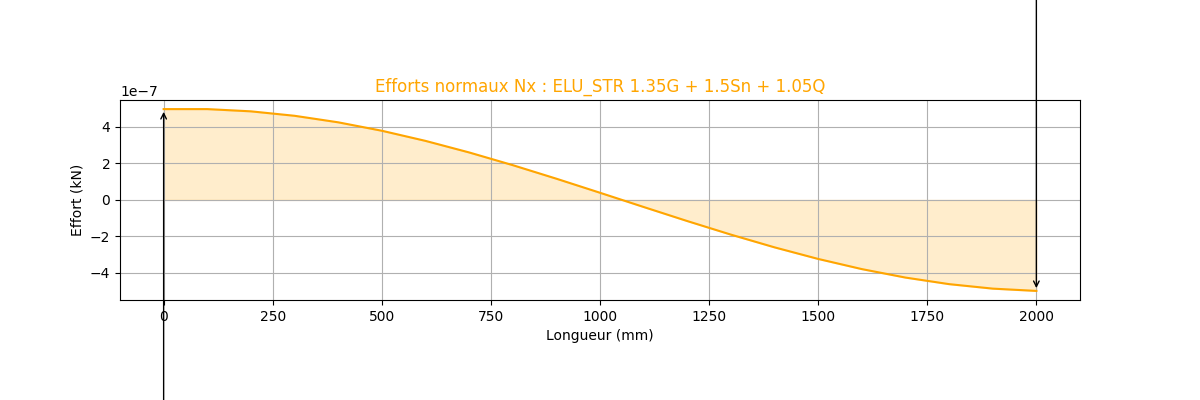 Efforts normaux Nx : ELU_STR 1.35G + 1.5Sn + 1.05Q
1e−7
4
2
0
−2
−4
Effort (kN)
0 250 500 750 1000 1250 1500 1750 2000
Longueur (mm)